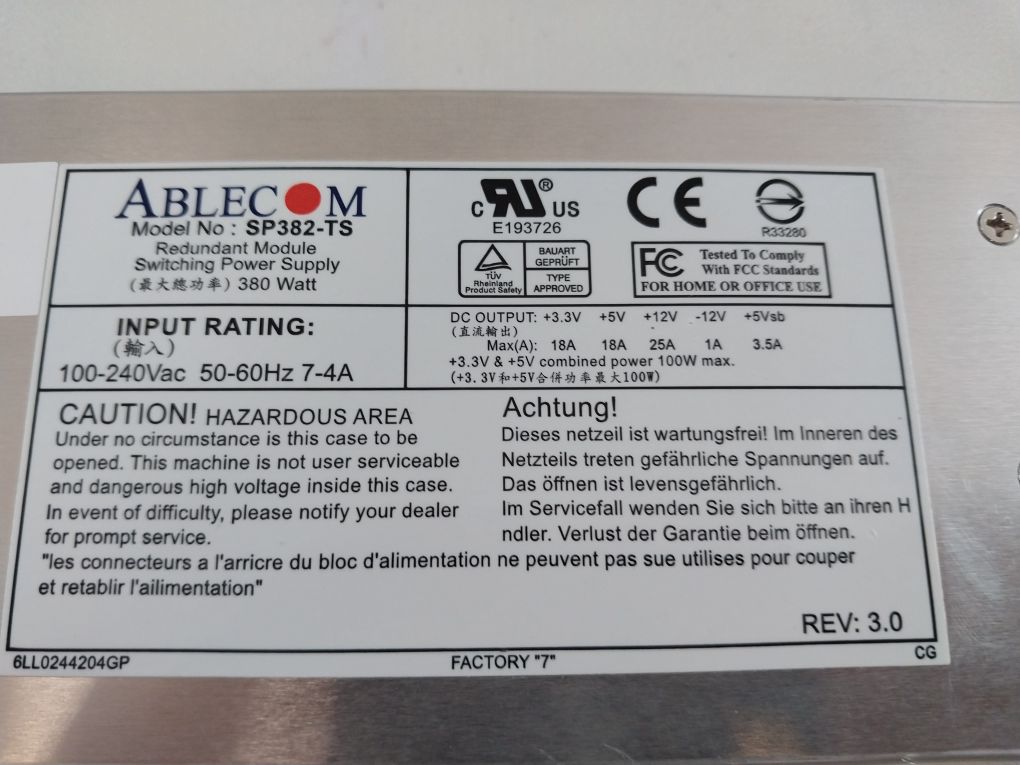 ABLECOM
Model No : SP382-TS
Redundant Module
Switching Power Supply
(最大總功率) 380 Watt
c RU ® US
E193726
CE
R33280
TÜV
Rheinland
Product Safety
BAUART
GEPRÜFT
TYPE
APPROVED
FC Tested To Comply
With FCC Standards
FOR HOME OR OFFICE USE
INPUT RATING:
(輸入)
100-240Vac 50-60Hz 7-4A
DC OUTPUT: +3.3V +5V +12V -12V +5Vsb
(直流輸出)
Max(A): 18A 18A 25A 1A 3.5A
+3.3V & +5V combined power 100W max.
(+3.3V和+5V合併功率最大100W)
CAUTION! HAZARDOUS AREA
Under no circumstance is this case to be
opened. This machine is not user serviceable
and dangerous high voltage inside this case.
In event of difficulty, please notify your dealer
for prompt service.
Achtung!
Dieses netzeil ist wartungsfrei! Im Inneren des
Netzteils treten gefährliche Spannungen auf.
Das öffnen ist levensgefährlich.
Im Servicefall wenden Sie sich bitte an ihren H
ndler. Verlust der Garantie beim öffnen.
"les connecteurs a l'arricre du bloc d'alimentation ne peuvent pas sue utilises pour couper
et retablir l'ailimentation"
REV: 3.0
6LL0244204GP
FACTORY "7"
CG